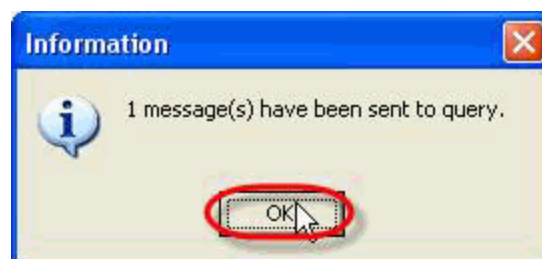 Information
1 message(s) have been sent to query.
OK